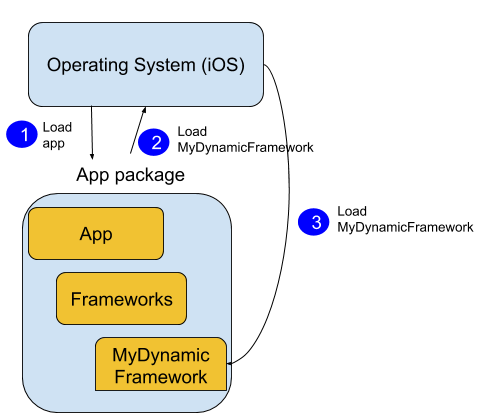 Operating System (iOS)
1
Load
app
2
Load
MyDynamicFramework
App package
3
Load
MyDynamicFramework
App
Frameworks
MyDynamic
Framework